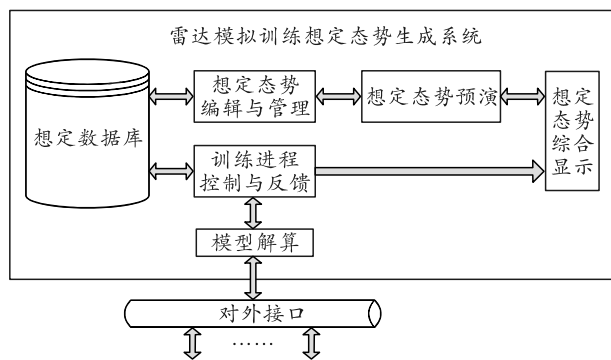 雷达模拟训练想定态势生成系统
想定数据库
想定态势
编辑与管理
想定态势预演
想定
态势
综合
显示
训练进程
控制与反馈
模型解算
对外接口
……